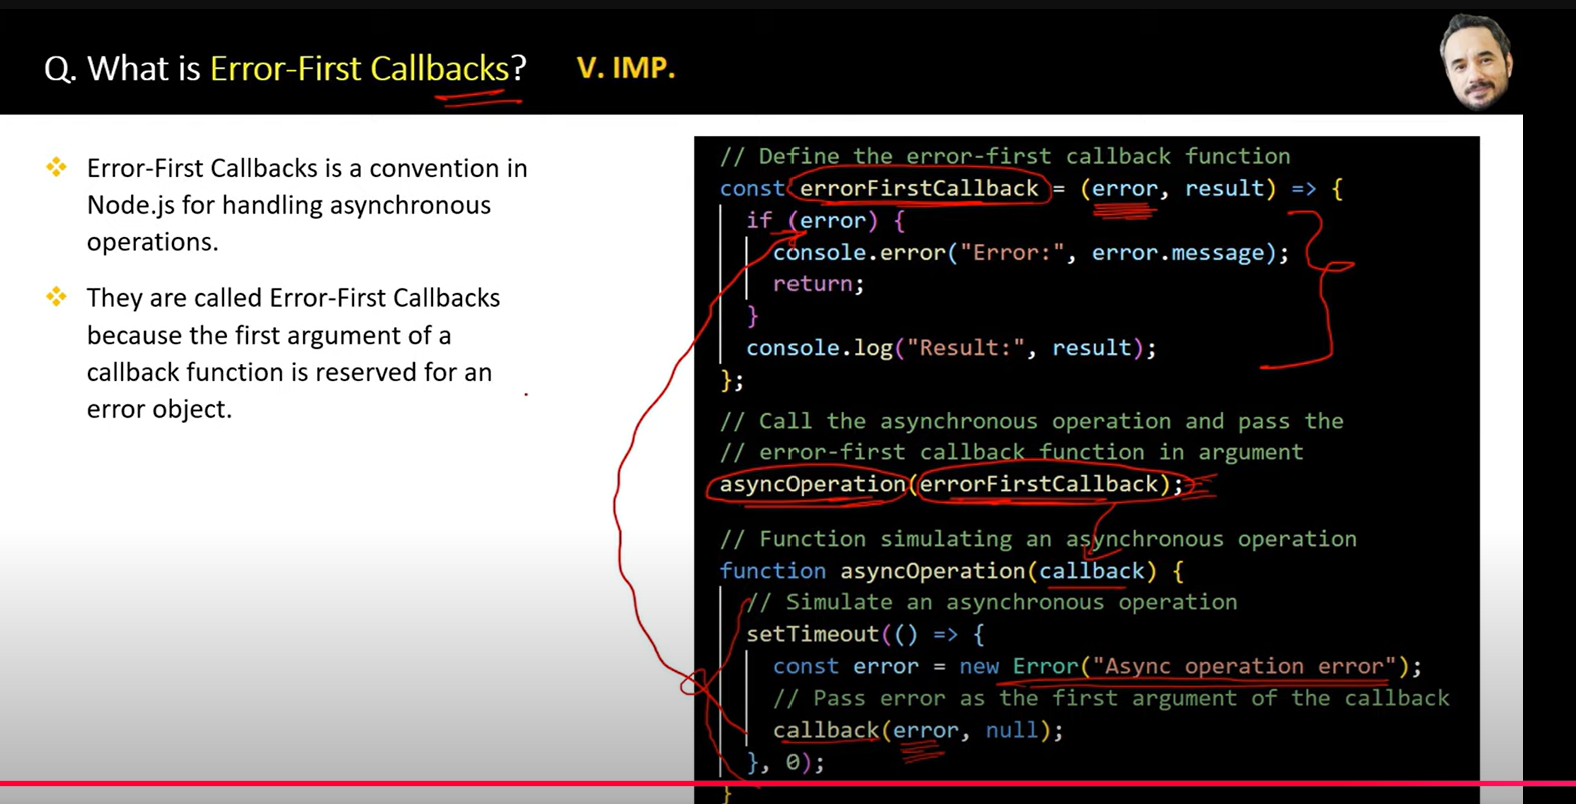 Q. What is Error-First Callbacks? V. IMP.
Error-First Callbacks is a convention in
Node.js for handling asynchronous
operations.
They are called Error-First Callbacks
because the first argument of a
callback function is reserved for an
error object.
// Define the error-first callback function
const errorFirstCallback = (error, result) => {
if (error) {
console.error("Error:", error.message);
return;
}
console.log("Result:", result);
};
// Call the asynchronous operation and pass the
// error-first callback function in argument
asyncOperation(errorFirstCallback);
// Function simulating an asynchronous operation
function asyncOperation(callback) {
// Simulate an asynchronous operation
setTimeout(() => {
const error = new Error("Async operation error");
// Pass error as the first argument of the callback
callback(error, null);
}, 0);
}